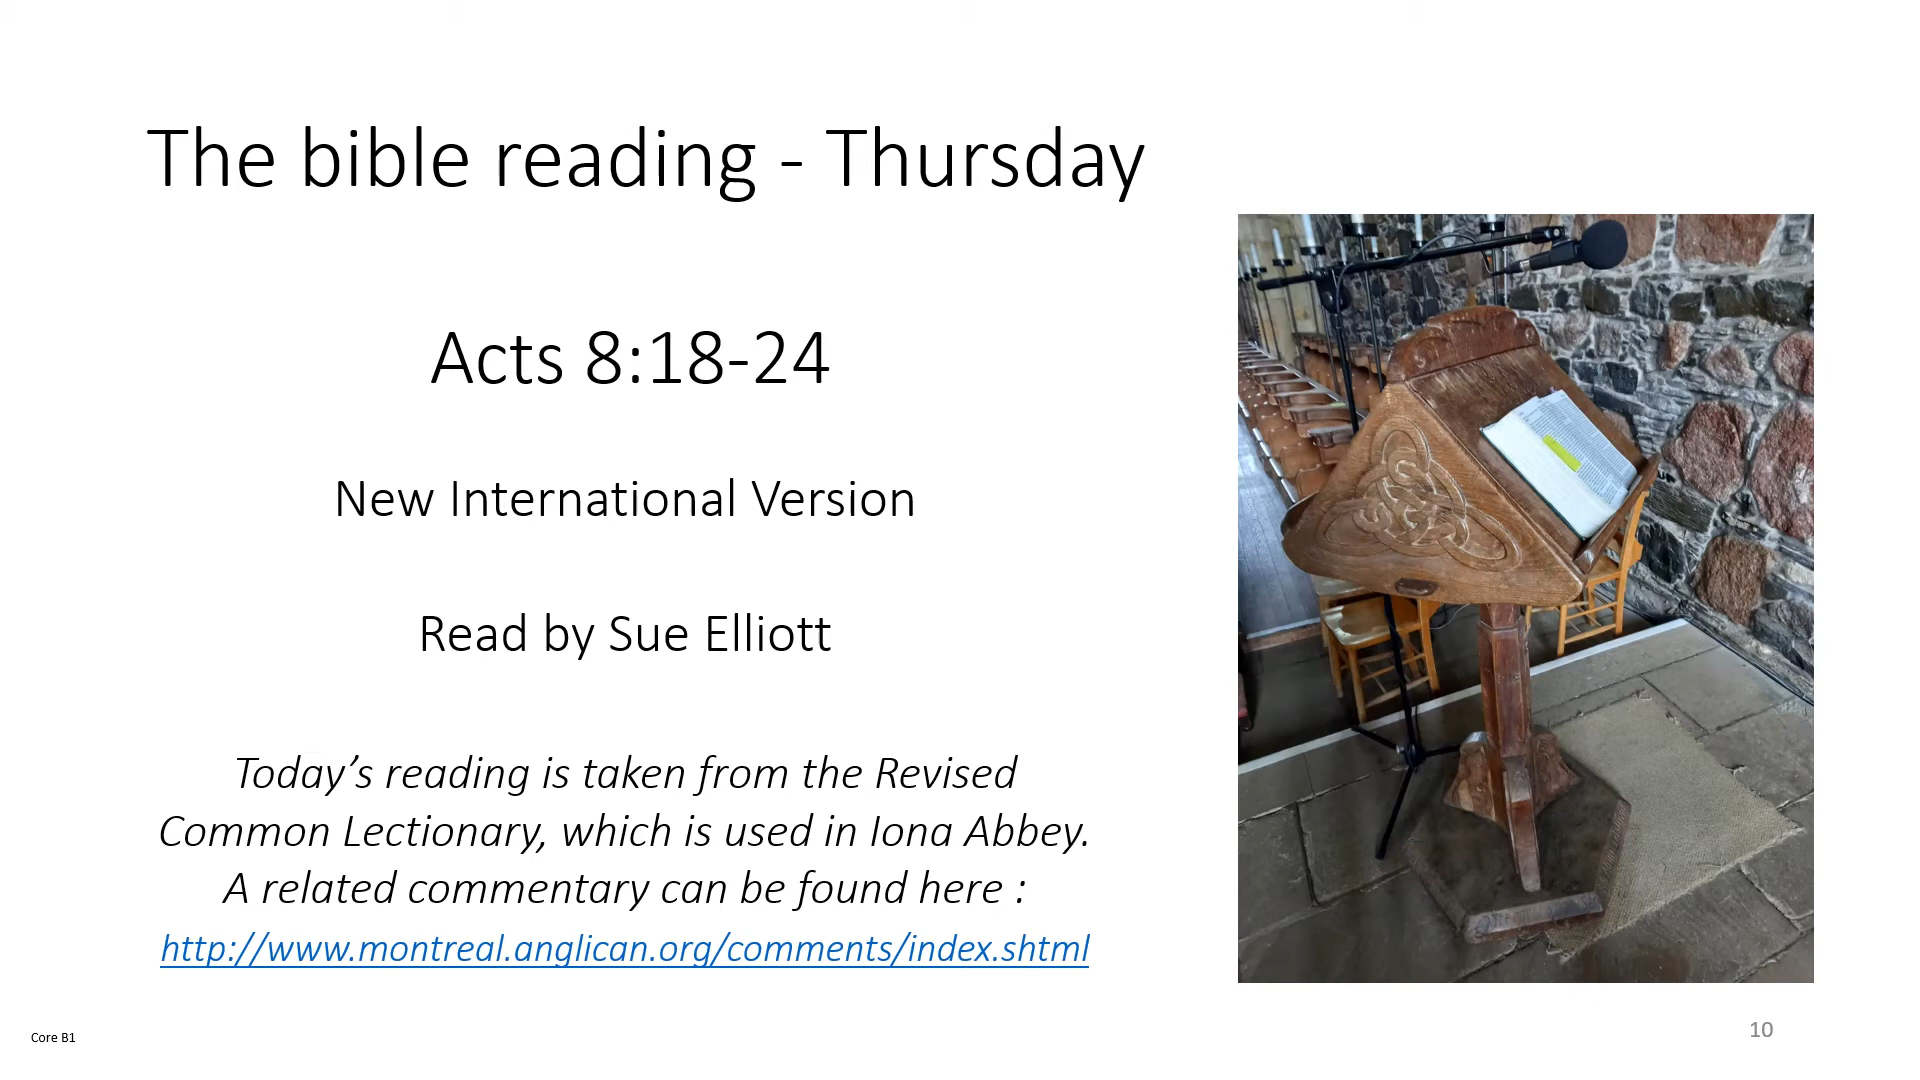 The bible reading - Thursday
Acts 8:18-24
New International Version
Read by Sue Elliott
Today’s reading is taken from the Revised
Common Lectionary, which is used in Iona Abbey.
A related commentary can be found here :
http://www.montreal.anglican.org/comments/index.shtml
Core B1
10